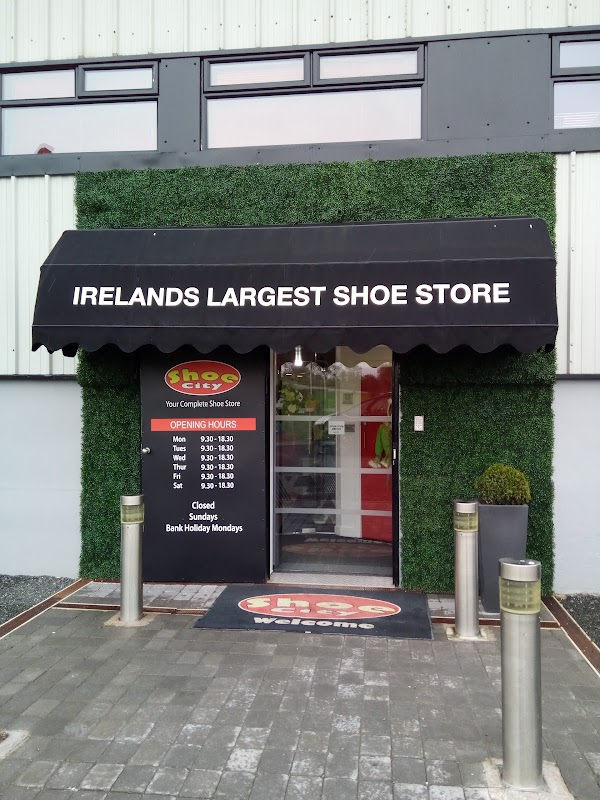 IRELANDS LARGEST SHOE STORE
Shoe
City
Your Complete Shoe Store
OPENING HOURS
Mon 9.30 - 18.30
Tues 9.30 - 18.30
Wed 9.30 - 18.30
Thur 9.30 - 18.30
Fri 9.30 - 18.30
Sat 9.30 - 18.30
Closed
Sundays
Bank Holiday Mondays
Shoe
City
Welcome